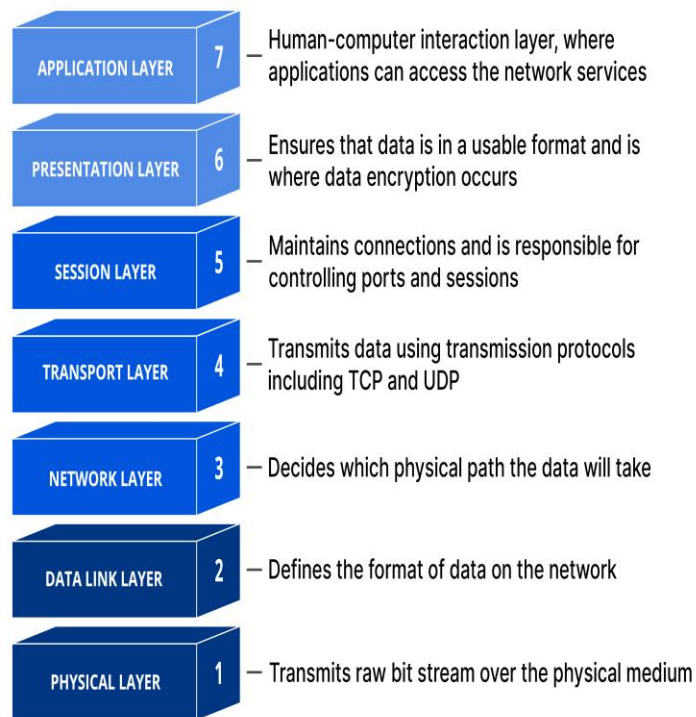 APPLICATION LAYER 7
Human-computer interaction layer, where
applications can access the network services
PRESENTATION LAYER 6
Ensures that data is in a usable format and is
where data encryption occurs
SESSION LAYER 5
Maintains connections and is responsible for
controlling ports and sessions
TRANSPORT LAYER 4
Transmits data using transmission protocols
including TCP and UDP
NETWORK LAYER 3
Decides which physical path the data will take
DATA LINK LAYER 2
Defines the format of data on the network
PHYSICAL LAYER 1
Transmits raw bit stream over the physical medium